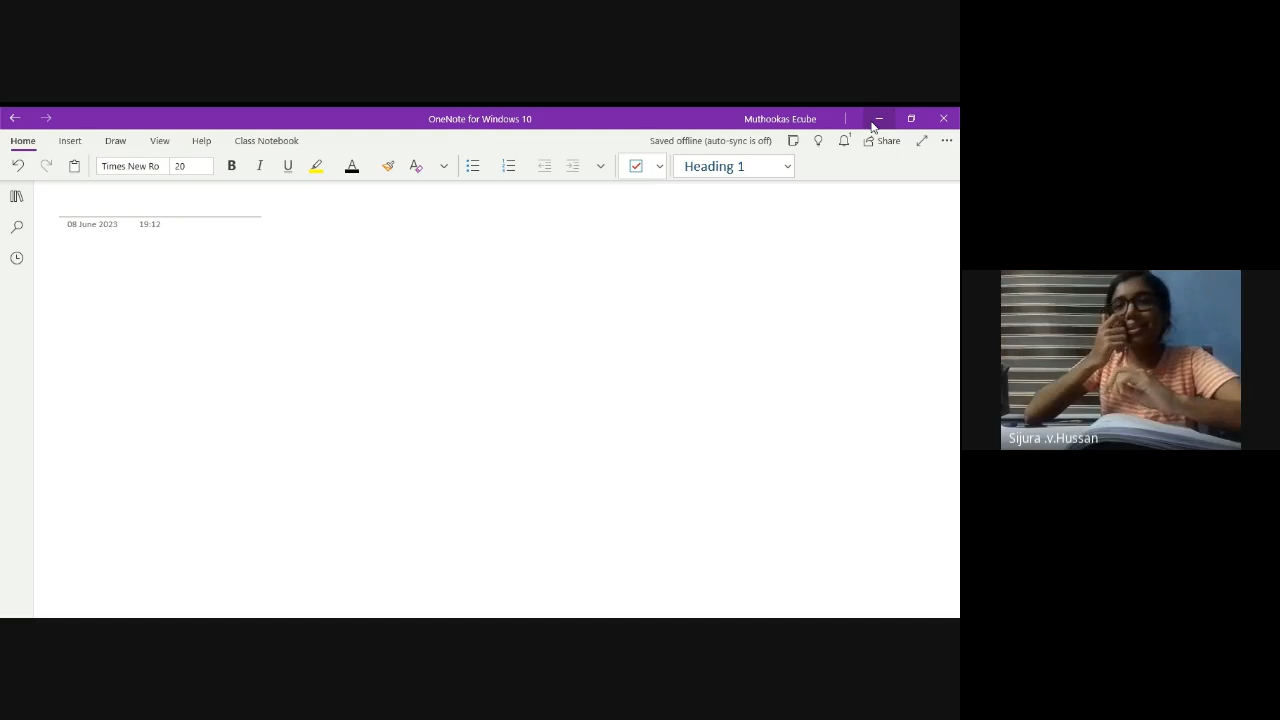 OneNote for Windows 10
Muthookas Ecube
Home Insert Draw View Help Class Notebook
Saved offline (auto-sync is off)
1
Share
Times New Ro 20
B I U A A
Heading 1
08 June 2023 19:12
Sijura .v.Hussan